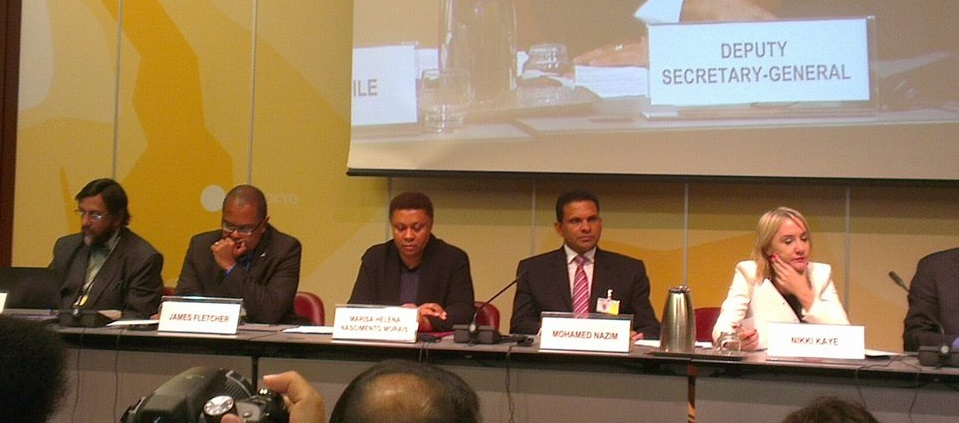 ILE
DEPUTY
SECRETARY-GENERAL
JAMES FLETCHER
MARISA HELENA
NASCIMENTO MORAIS
MOHAMED NAZIM
NIKKI KAYE